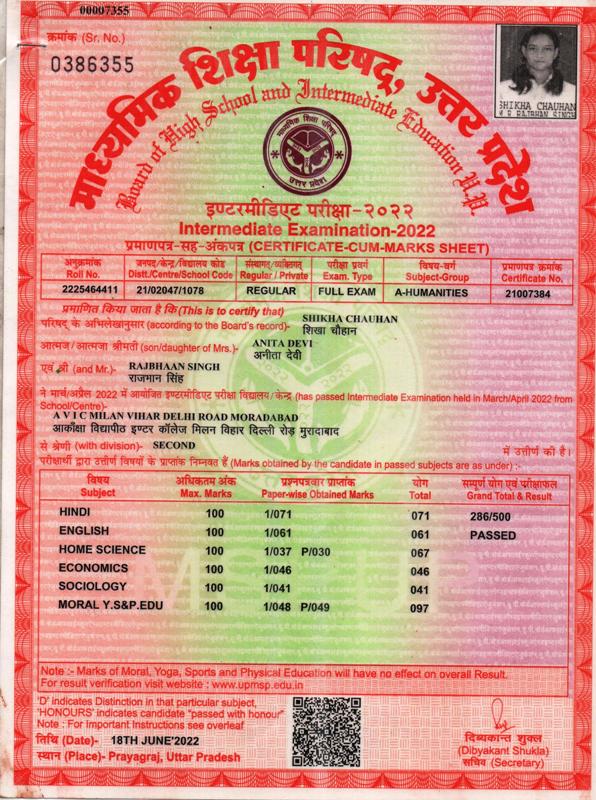 00007355
क्रमांक (Sr. No.)
0386355
माध्यमिक शिक्षा परिषद्, उत्तर प्रदेश
Board of High School and Intermediate Education U.P.
माध्यमिक शिक्षा परिषद्
उत्तर प्रदेश
SHIKHA CHAUHAN
इण्टरमीडिएट परीक्षा-२०२२
Intermediate Examination-2022
प्रमाणपत्र-सह-अंकपत्र (CERTIFICATE-CUM-MARKS SHEET)
अनुक्रमांक जनपद/केन्द्र/विद्यालय कोड संस्थागत/व्यक्तिगत परीक्षा प्रवर्ग विषय-वर्ग प्रमाणपत्र क्रमांक
Roll No. Distt./Centre/School Code Regular / Private Exam. Type Subject-Group Certificate No.
2225464411 21/02047/1078 REGULAR FULL EXAM A-HUMANITIES 21007384
प्रमाणित किया जाता है कि (This is to certify that)
SHIKHA CHAUHAN
परिषद् के अभिलेखानुसार (according to the Board's record)- शिखा चौहान
ANITA DEVI
आत्मज/आत्मजा श्रीमती (son/daughter of Mrs.)- अनीता देवी
एवं श्री (and Mr.)- RAJBHAAN SINGH
राजभान सिंह
ने मार्च/अप्रैल 2022 में आयोजित इण्टरमीडिएट परीक्षा विद्यालय/केन्द्र (has passed Intermediate Examination held in March/April 2022 from
School/Centre)-
A V I C MILAN VIHAR DELHI ROAD MORADABAD
आकाँक्षा विद्यापीठ इण्टर कॉलेज मिलन विहार दिल्ली रोड़ मुरादाबाद
से श्रेणी (with division)- SECOND में उत्तीर्ण की है।
परीक्षार्थी द्वारा उत्तीर्ण विषयों के प्राप्तांक निम्नवत हैं (Marks obtained by the candidate in passed subjects are as under) :-
विषय अधिकतम अंक प्रश्नपत्रवार प्राप्तांक योग सम्पूर्ण योग एवं परीक्षाफल
Subject Max. Marks Paper-wise Obtained Marks Total Grand Total & Result
HINDI 100 1/071 071 286/500
ENGLISH 100 1/061 061 PASSED
HOME SCIENCE 100 1/037 P/030 067
ECONOMICS 100 1/046 046
SOCIOLOGY 100 1/041 041
MORAL Y.S&P.EDU 100 1/048 P/049 097
Note :- Marks of Moral, Yoga, Sports and Physical Education will have no effect on overall Result.
For result verification visit website : www.upmsp.edu.in
'D' indicates Distinction in that particular subject,
'HONOURS' indicates candidate "passed with honour"
Note : For Important Instructions see overleaf
तिथि (Date)- 18TH JUNE'2022
स्थान (Place)- Prayagraj, Uttar Pradesh
दिब्यकान्त शुक्ल
(Dibyakant Shukla)
सचिव (Secretary)